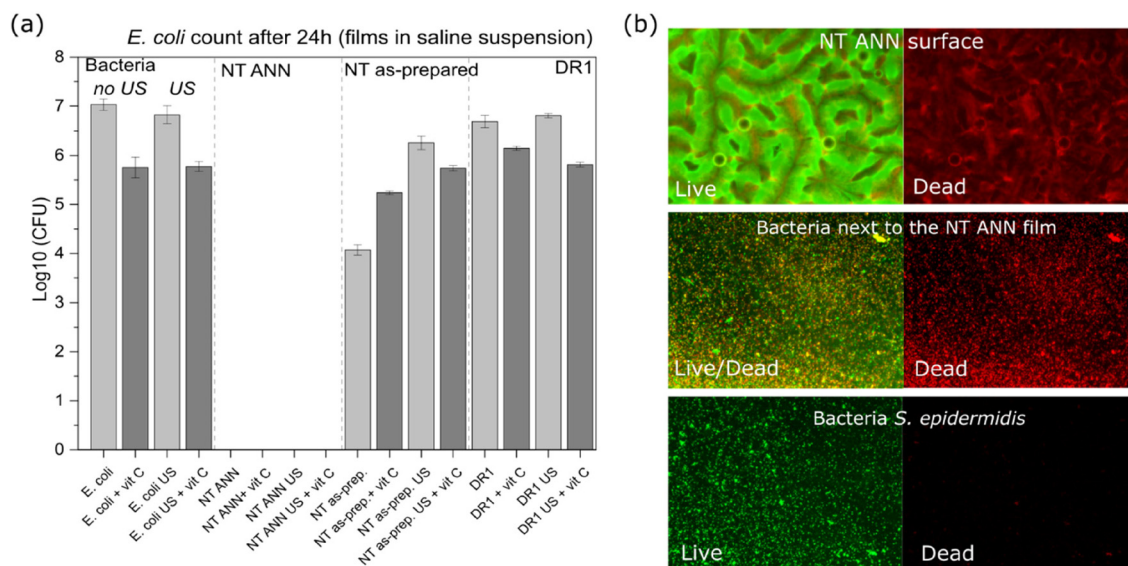 (a)
E. coli count after 24h (films in saline suspension)
Bacteria
no US
US
NT ANN
NT as-prepared
DR1
Log10 (CFU)
8
7
6
5
4
3
2
1
0
E. coli
E. coli + vit C
E. coli US
E. coli US + vit C
NT ANN
NT ANN+ vit C
NT ANN US
NT ANN US + vit C
NT as-prep.
NT as-prep + vit C
NT as-prep. US
NT as-prep. US + vit C
DR1
DR1 + vit C
DR1 US
DR1 US + vit C
(b)
NT ANN surface
Live
Dead
Bacteria next to the NT ANN film
Live/Dead
Dead
Bacteria S. epidermidis
Live
Dead